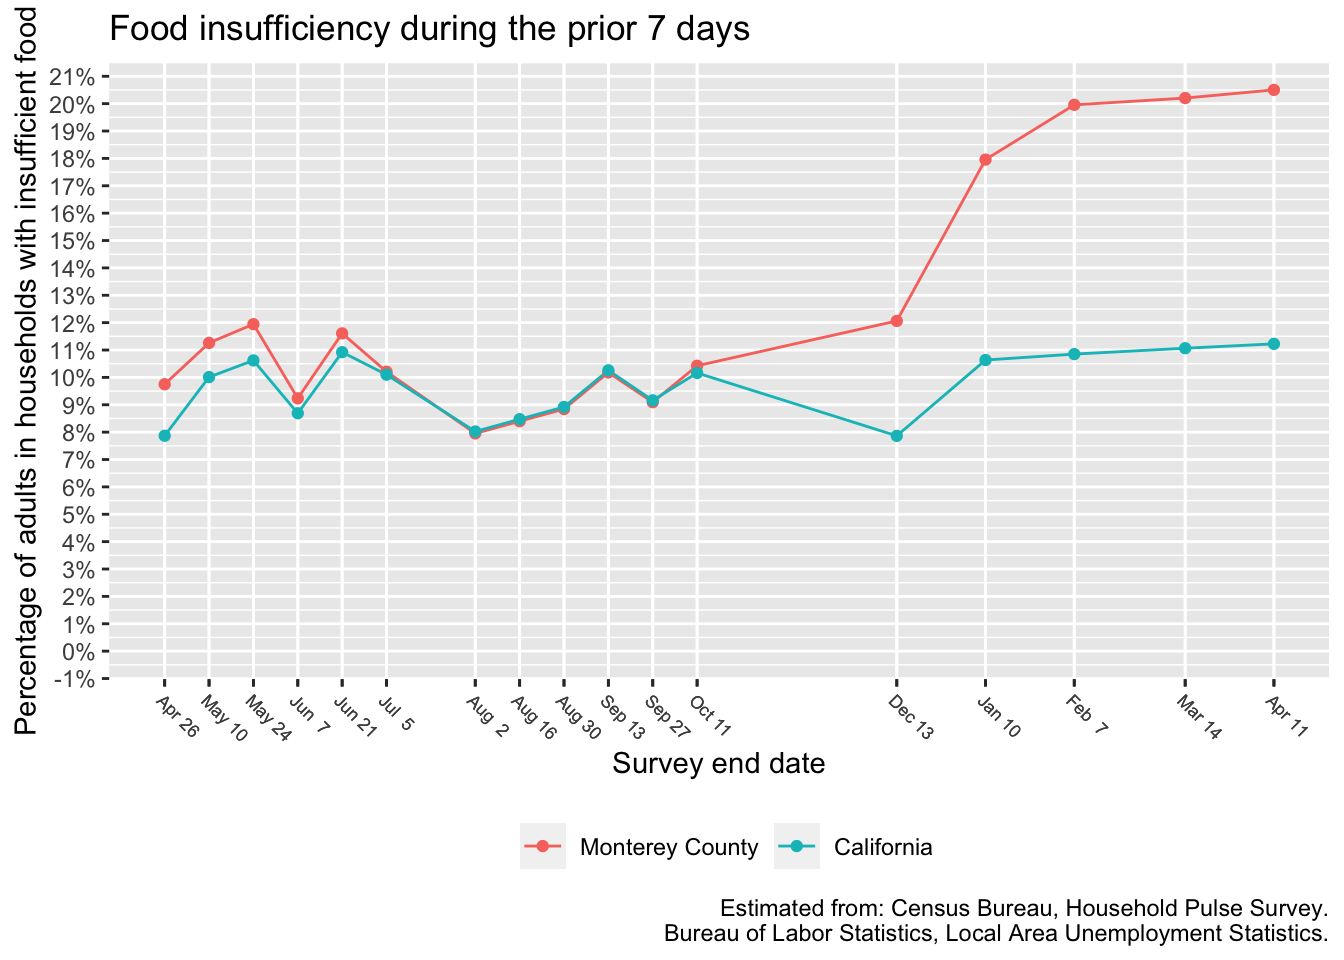 Food insufficiency during the prior 7 days
Percentage of adults in households with insufficient food
21%
20%
19%
18%
17%
16%
15%
14%
13%
12%
11%
10%
9%
8%
7%
6%
5%
4%
3%
2%
1%
0%
-1%
Apr 26
May 10
May 24
Jun 7
Jun 21
Jul 5
Aug 2
Aug 16
Aug 30
Sep 13
Sep 27
Oct 11
Dec 13
Jan 10
Feb 7
Mar 14
Apr 11
Survey end date
Monterey County
California
Estimated from: Census Bureau, Household Pulse Survey.
Bureau of Labor Statistics, Local Area Unemployment Statistics.